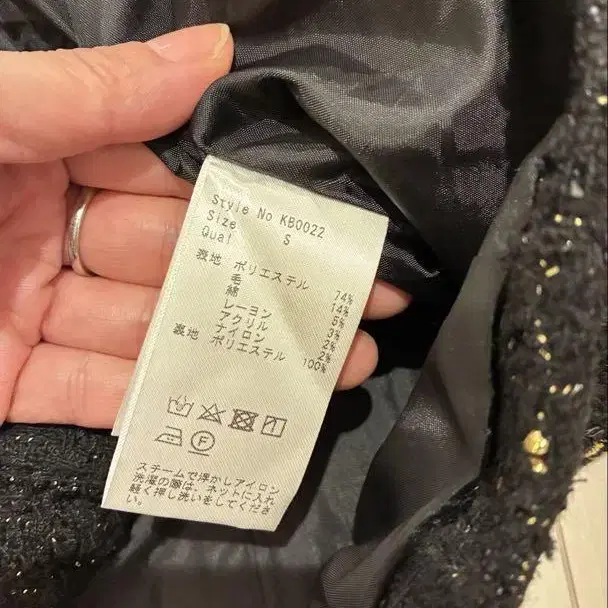 Style No KB0022
Size S
Qual
表地 ポリエステル 74%
毛 14%
綿 5%
レーヨン 3%
アクリル 2%
ナイロン 2%
裏地 ポリエステル 100%
F
スチームで浮かしアイロン
洗濯の際は、ネットに入れ
軽く押し洗いをしてくださ
い。